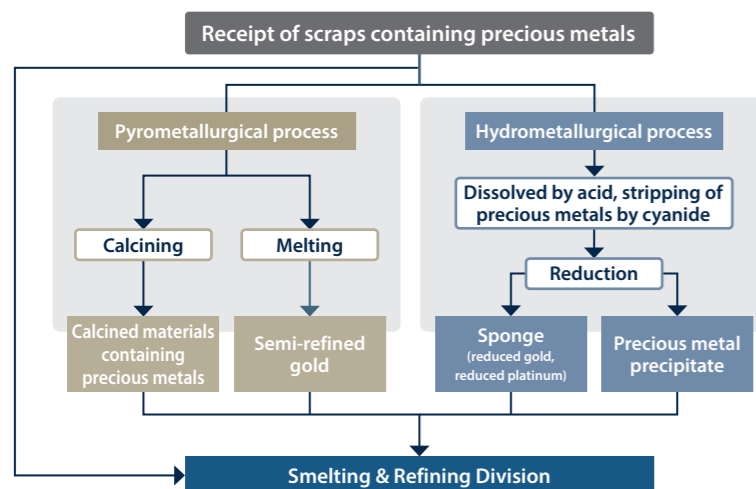 Receipt of scraps containing precious metals
Pyrometallurgical process
Hydrometallurgical process
Dissolved by acid, stripping of
precious metals by cyanide
Calcining
Melting
Reduction
Calcined materials
containing
precious metals
Semi-refined
gold
Sponge
(reduced gold,
reduced platinum)
Precious metal
precipitate
Smelting & Refining Division